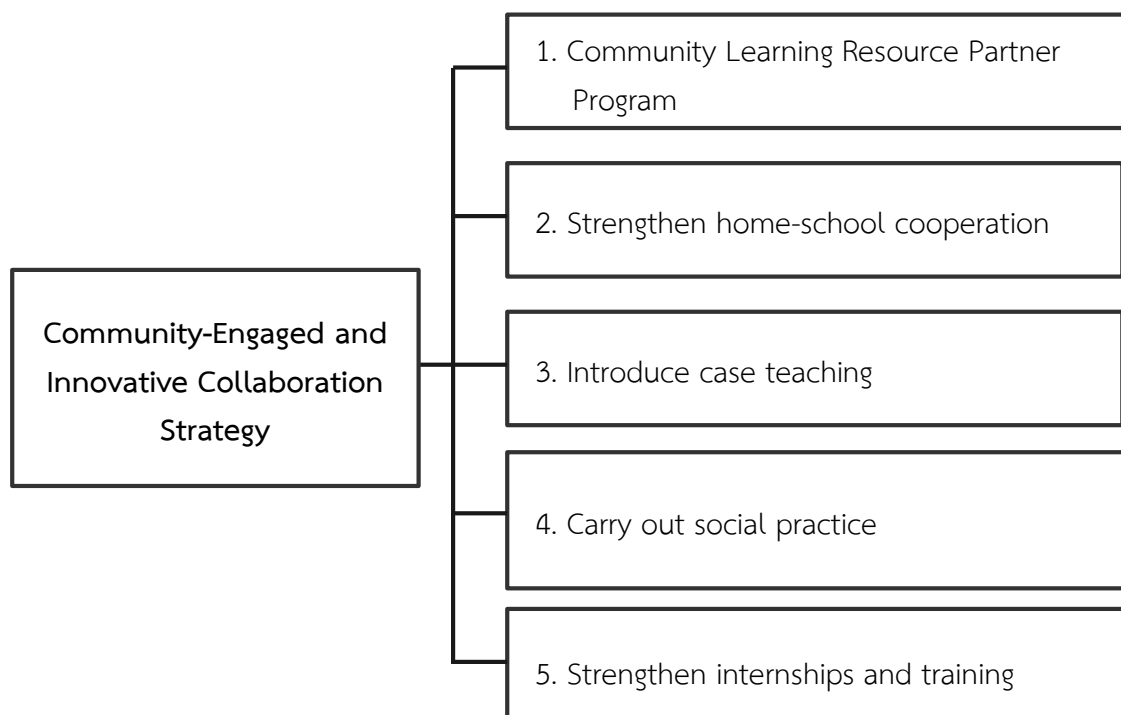 Community-Engaged and
Innovative Collaboration
Strategy
1. Community Learning Resource Partner
Program
2. Strengthen home-school cooperation
3. Introduce case teaching
4. Carry out social practice
5. Strengthen internships and training